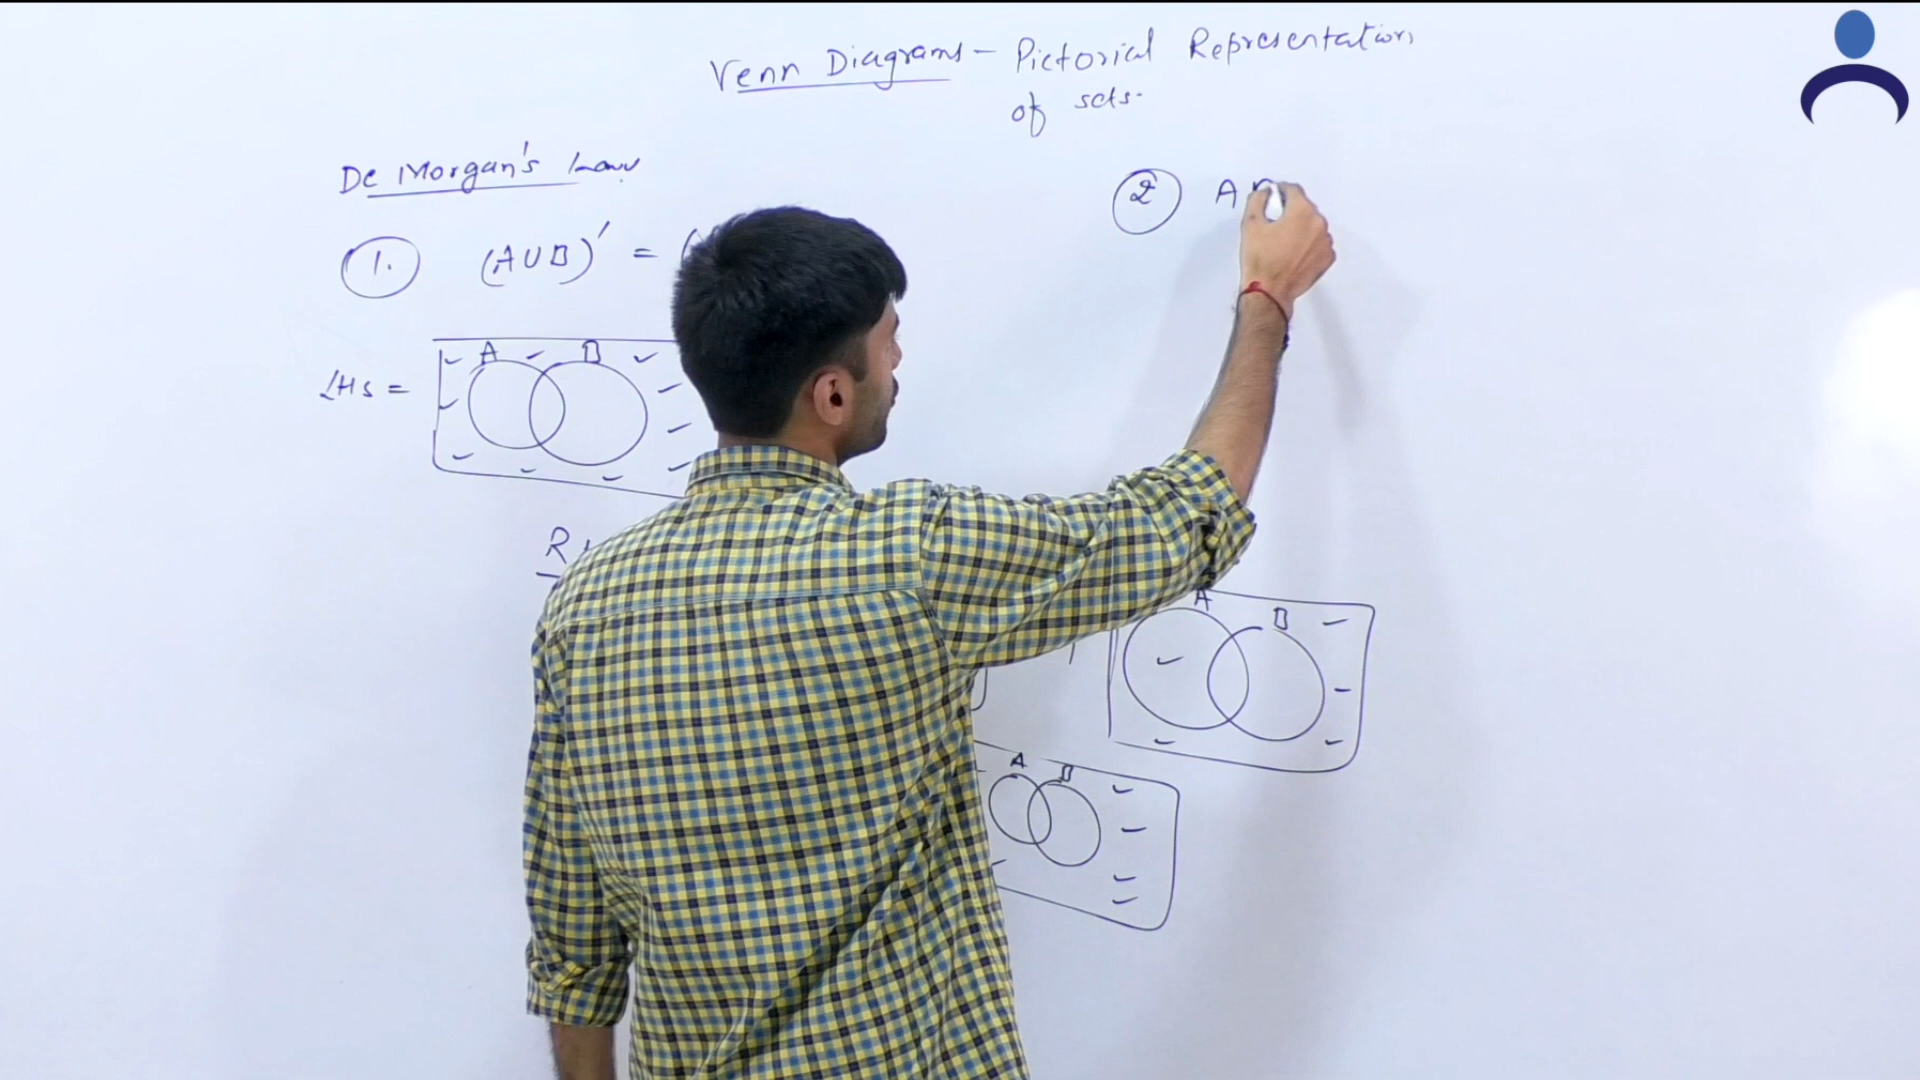 Venn Diagrams - Pictorial Representation
of sets.
De Morgan's Law
② A
1. (A∪B)' = (
A B
LHS =
R
A B
A B